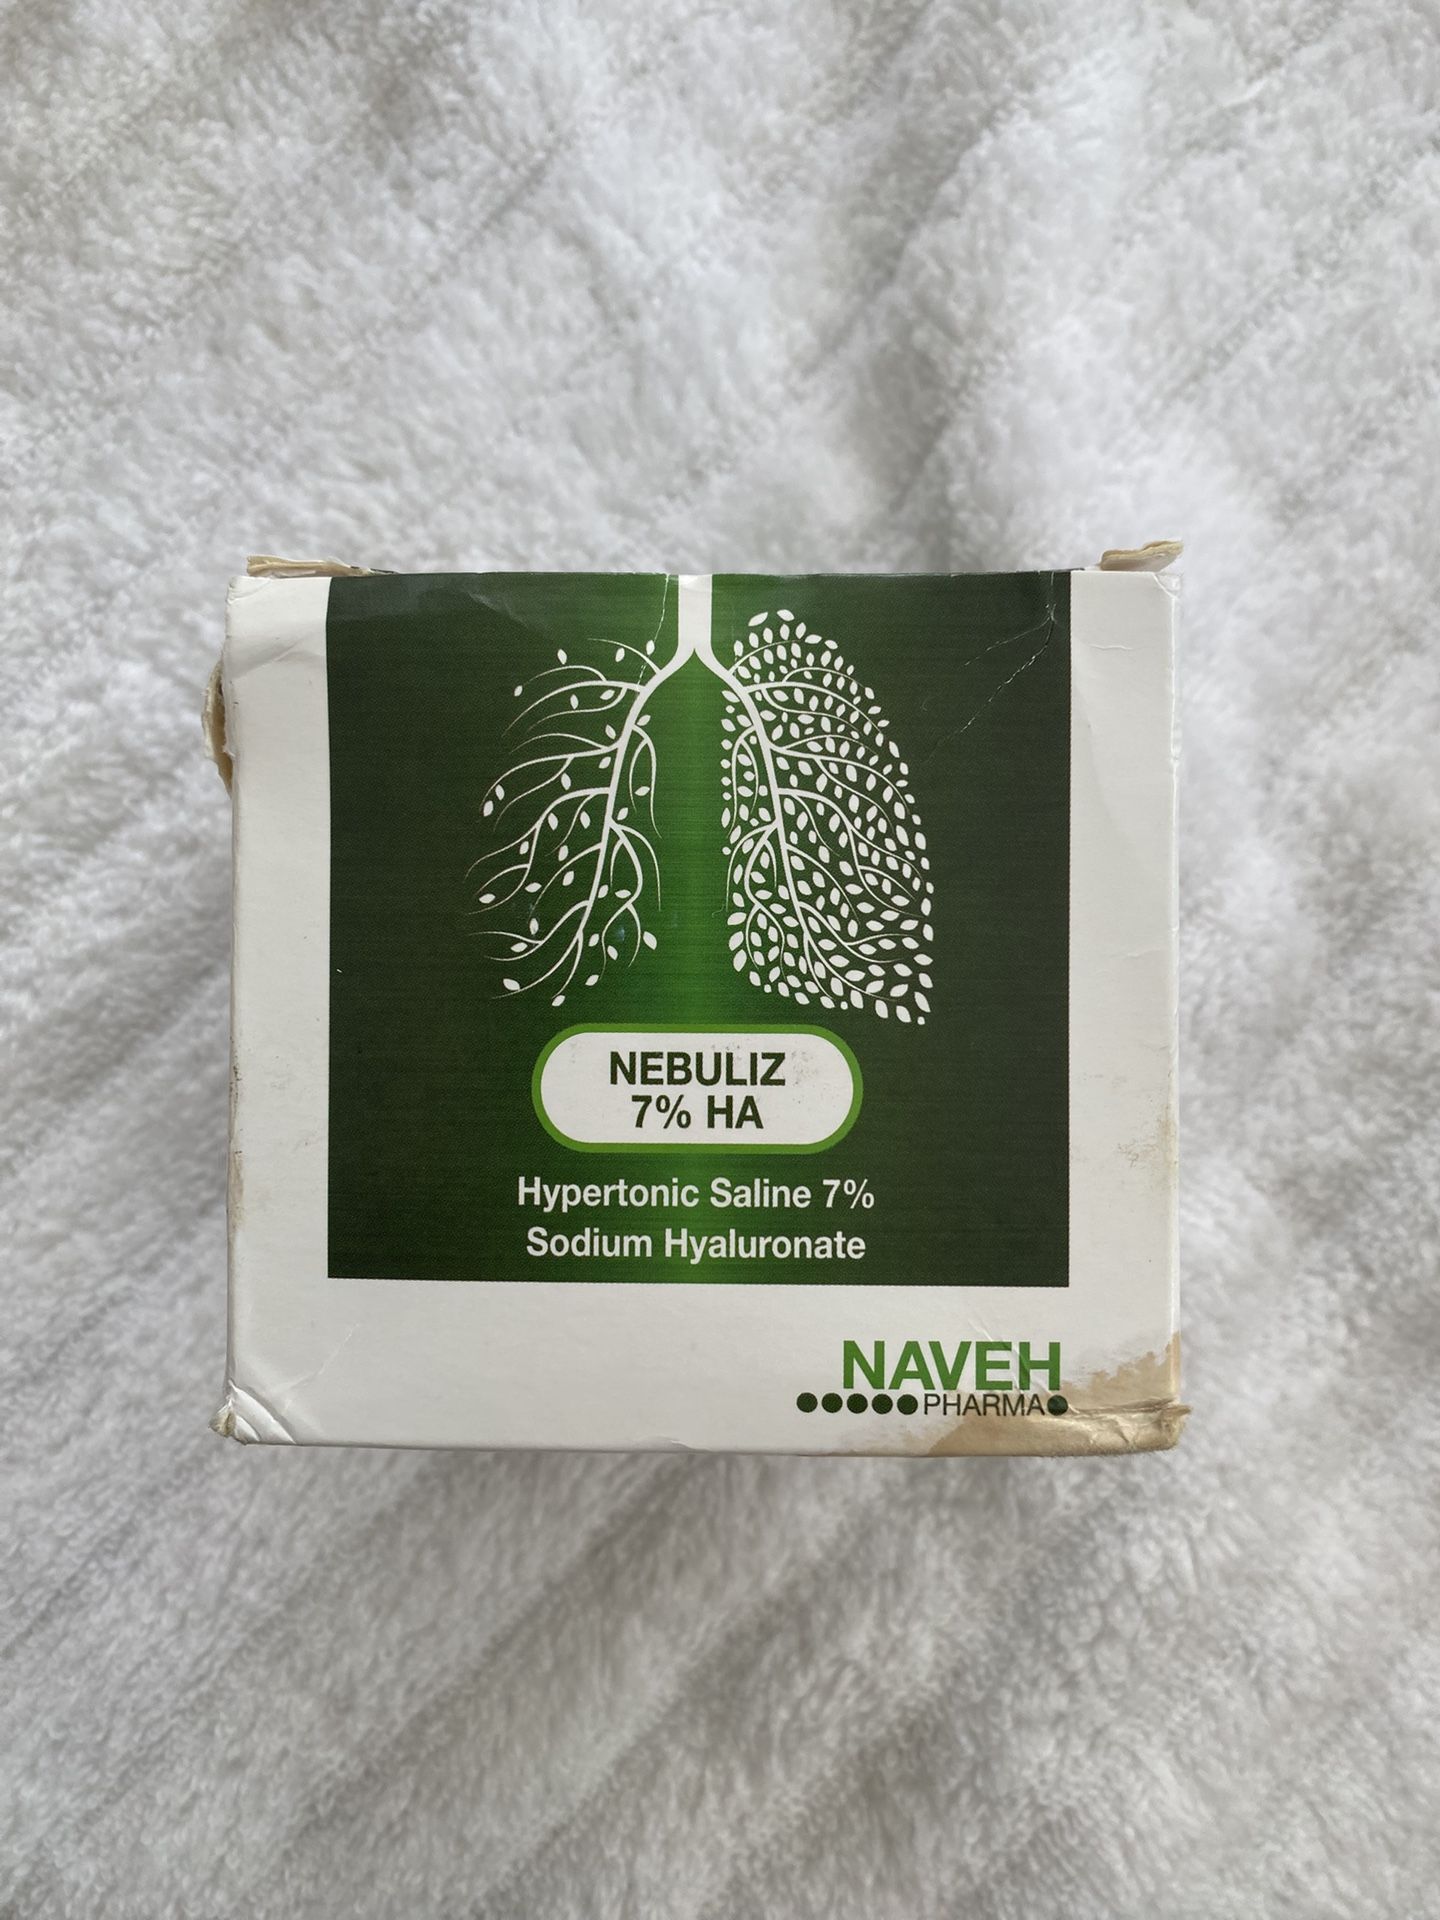 NEBULIZ
7% HA
Hypertonic Saline 7%
Sodium Hyaluronate
NAVEH
PHARMA